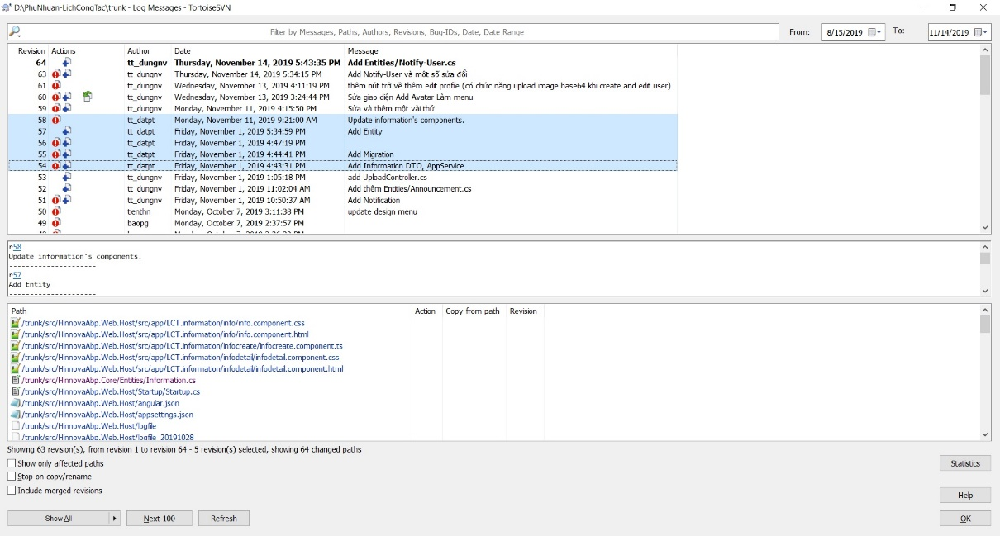 D:\PhuNhuan-LichCongTac\trunk - Log Messages - TortoiseSVN
Filter by Messages, Paths, Authors, Revisions, Bug-IDs, Date, Date Range From: 8/15/2019 To: 11/14/2019
Revision Actions Author Date Message
64 tt_dungnv Thursday, November 14, 2019 5:43:35 PM Add Entities/Notify-User.cs
63 tt_dungnv Thursday, November 14, 2019 5:34:15 PM Add Notify-User và một số sửa đổi
61 tt_dungnv Wednesday, November 13, 2019 4:11:19 PM thêm nút trở về thêm edit profile (có chức năng upload image base64 khi create and edit user)
60 tt_dungnv Wednesday, November 13, 2019 3:24:44 PM Sửa giao diện Add Avatar Làm menu
59 tt_dungnv Monday, November 11, 2019 4:15:50 PM Sửa và thêm một vài thứ
58 tt_datpt Monday, November 11, 2019 9:21:00 AM Update information's components.
57 tt_datpt Friday, November 1, 2019 5:34:59 PM Add Entity
56 tt_datpt Friday, November 1, 2019 4:47:19 PM
55 tt_datpt Friday, November 1, 2019 4:44:41 PM Add Migration
54 tt_datpt Friday, November 1, 2019 4:43:31 PM Add Information DTO, AppService
53 tt_dungnv Friday, November 1, 2019 1:05:18 PM add UploadController.cs
52 tt_dungnv Friday, November 1, 2019 11:02:04 AM Add thêm Entities/Announcement.cs
51 tt_dungnv Friday, November 1, 2019 10:50:37 AM Add Notification
50 tienthn Monday, October 7, 2019 3:11:38 PM update design menu
49 baopg Monday, October 7, 2019 2:37:57 PM
r58
Update information's components.
---------------------
r57
Add Entity
---------------------
Path Action Copy from path Revision
/trunk/src/HinnovaAbp.Web.Host/src/app/LCT.information/info/info.component.css
/trunk/src/HinnovaAbp.Web.Host/src/app/LCT.information/info/info.component.html
/trunk/src/HinnovaAbp.Web.Host/src/app/LCT.information/infocreate/infocreate.component.ts
/trunk/src/HinnovaAbp.Web.Host/src/app/LCT.information/infodetail/infodetail.component.css
/trunk/src/HinnovaAbp.Web.Host/src/app/LCT.information/infodetail/infodetail.component.html
/trunk/src/HinnovaAbp.Core/Entities/Information.cs
/trunk/src/HinnovaAbp.Web.Host/Startup/Startup.cs
/trunk/src/HinnovaAbp.Web.Host/angular.json
/trunk/src/HinnovaAbp.Web.Host/appsettings.json
/trunk/src/HinnovaAbp.Web.Host/logfile
/trunk/src/HinnovaAbp.Web.Host/logfile_20191028
Showing 63 revision(s), from revision 1 to revision 64 - 5 revision(s) selected, showing 64 changed paths
Show only affected paths
Statistics
Stop on copy/rename
Include merged revisions
Help
Show All Next 100 Refresh OK